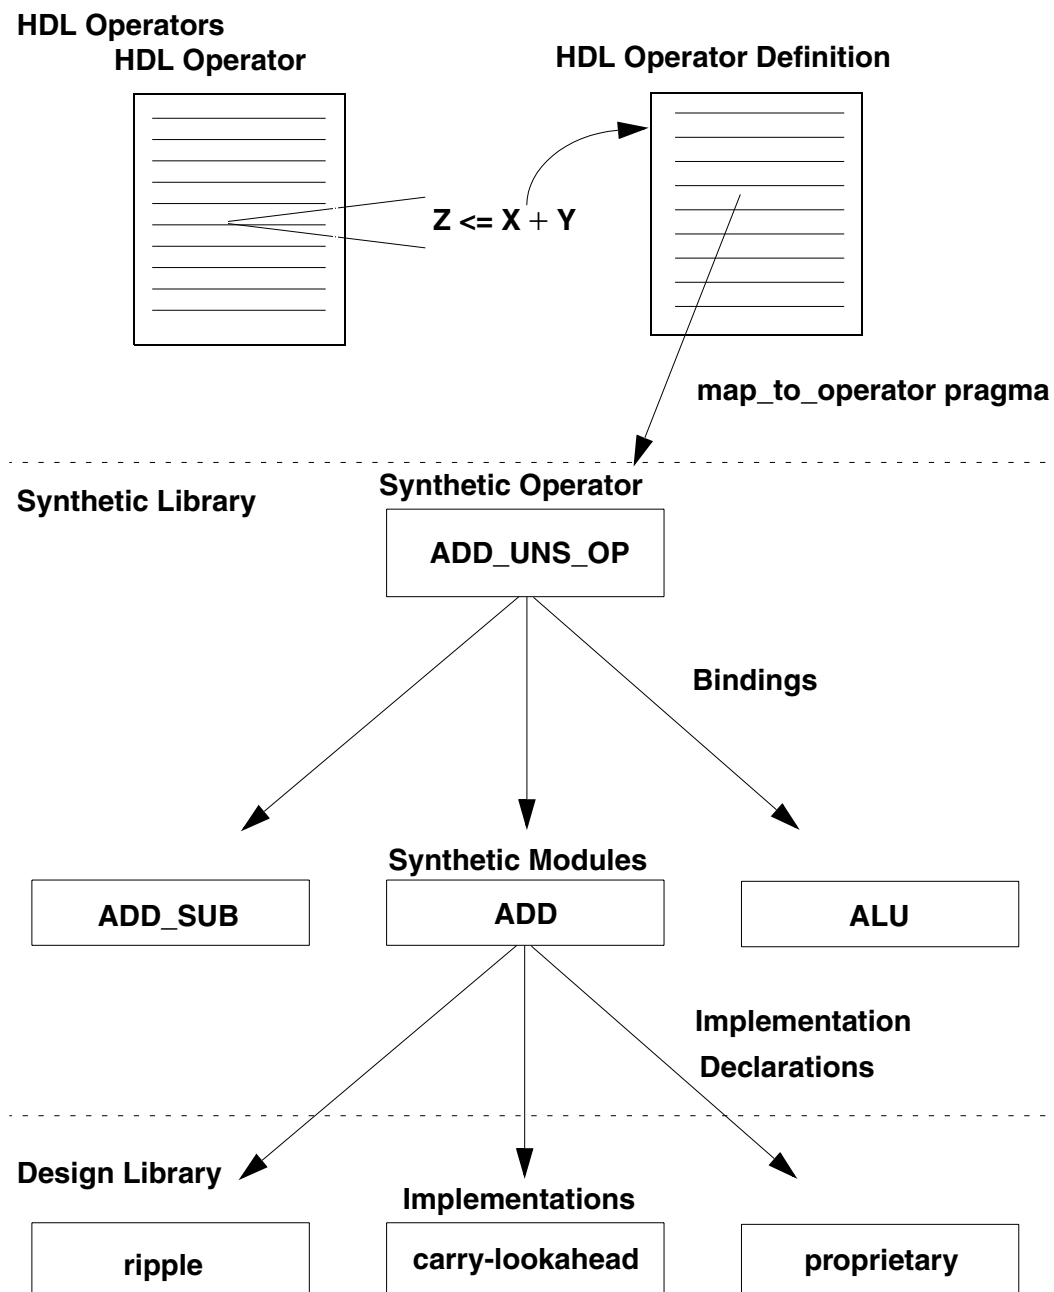 HDL Operators
HDL Operator
HDL Operator Definition
Z <= X + Y
map_to_operator pragma
Synthetic Library
Synthetic Operator
ADD_UNS_OP
Bindings
Synthetic Modules
ADD_SUB
ADD
ALU
Implementation
Declarations
Design Library
Implementations
ripple
carry-lookahead
proprietary